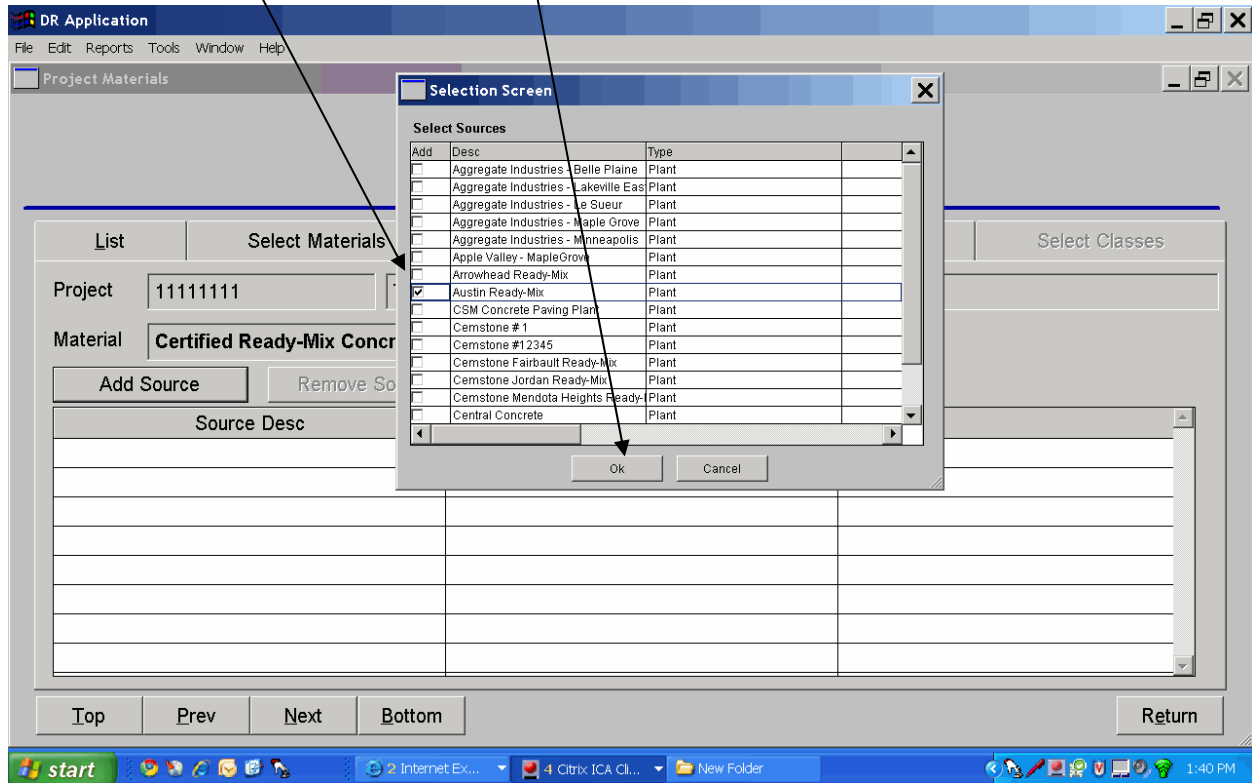 DR Application
File Edit Reports Tools Window Help
Project Materials
Selection Screen
Select Sources
Add Desc Type
Aggregate Industries - Belle Plaine Plant
Aggregate Industries - Lakeville Eas Plant
Aggregate Industries - Le Sueur Plant
Aggregate Industries - Maple Grove Plant
Aggregate Industries - Minneapolis Plant
Apple Valley - MapleGrove Plant
Arrowhead Ready-Mix Plant
Austin Ready-Mix Plant
CSM Concrete Paving Plant Plant
Cemstone # 1 Plant
Cemstone #12345 Plant
Cemstone Fairbault Ready-Mix Plant
Cemstone Jordan Ready-Mix Plant
Cemstone Mendota Heights Ready- Plant
Central Concrete Plant
Ok Cancel
List Select Materials Select Classes
Project 11111111
Material Certified Ready-Mix Concr
Add Source Remove So
Source Desc
Top Prev Next Bottom Return
start 2 Internet Ex... 4 Citrix ICA Cli... New Folder 1:40 PM